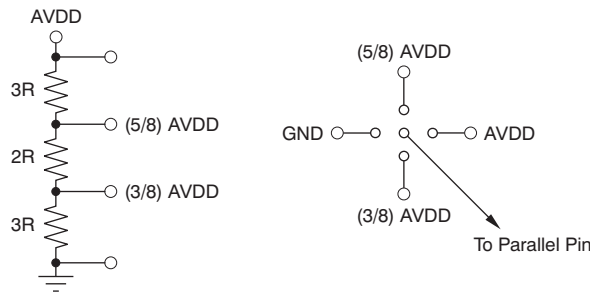 AVDD
3R
(5/8) AVDD
2R
(3/8) AVDD
3R
(5/8) AVDD
GND
AVDD
(3/8) AVDD
To Parallel Pin